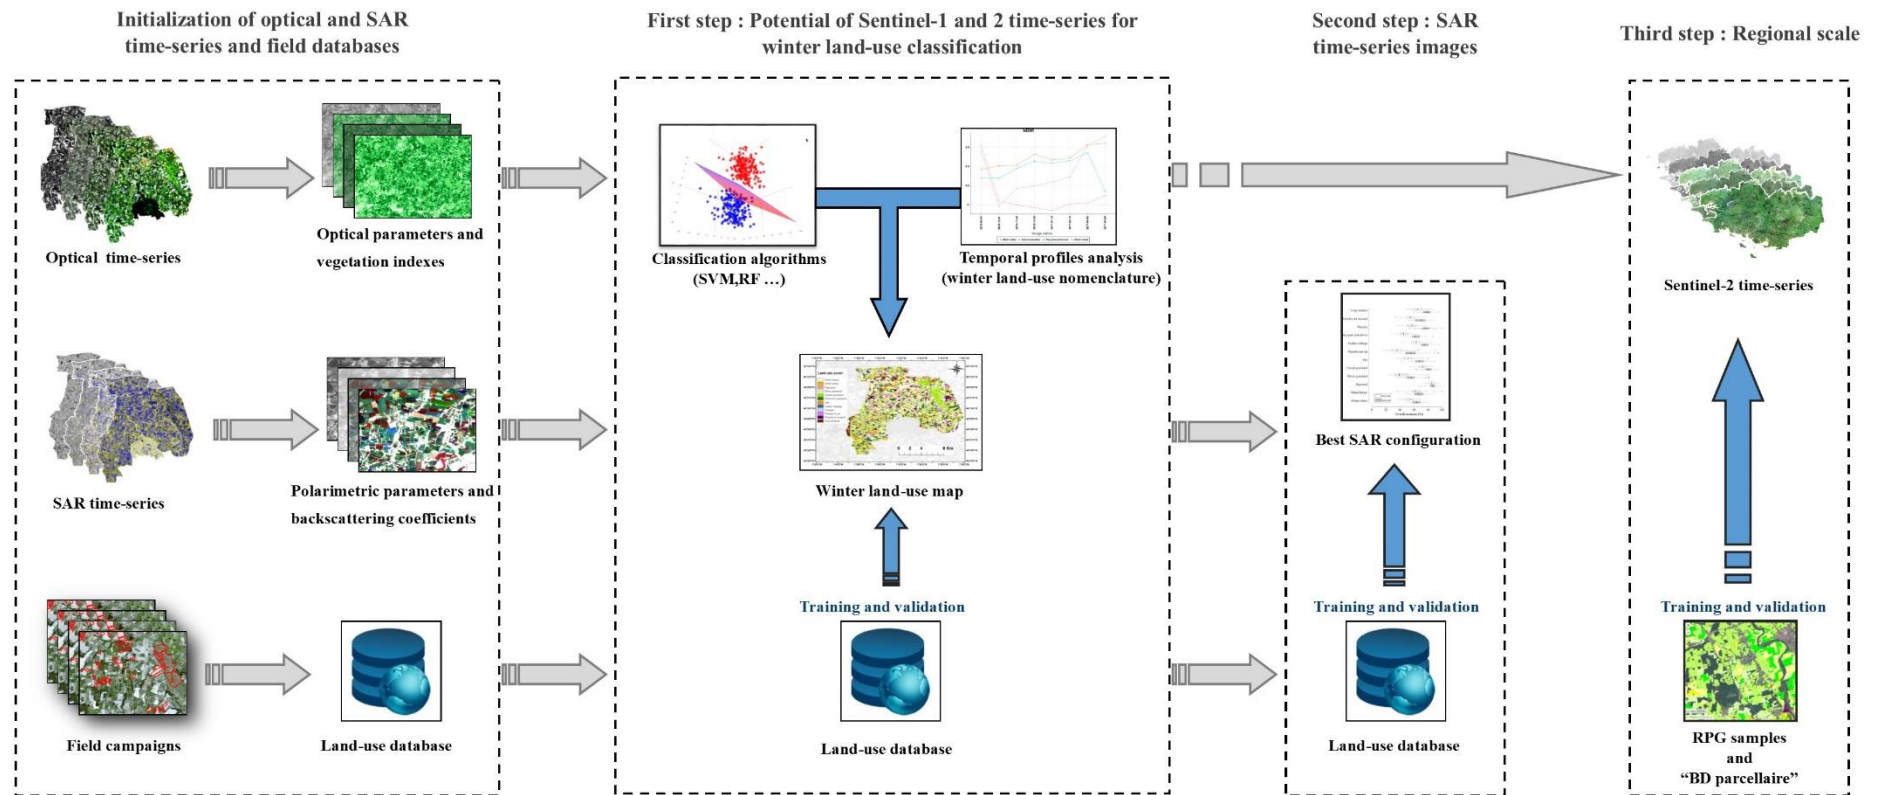 Initialization of optical and SAR
time-series and field databases
First step : Potential of Sentinel-1 and 2 time-series for
winter land-use classification
Second step : SAR
time-series images
Third step : Regional scale
Optical time-series
Optical parameters and
vegetation indexes
Classification algorithms
(SVM,RF ...)
Temporal profiles analysis
(winter land-use nomenclature)
Sentinel-2 time-series
SAR time-series
Polarimetric parameters and
backscattering coefficients
Winter land-use map
Best SAR configuration
Training and validation
Training and validation
Training and validation
Field campaigns
Land-use database
Land-use database
Land-use database
RPG samples
and
“BD parcellaire”